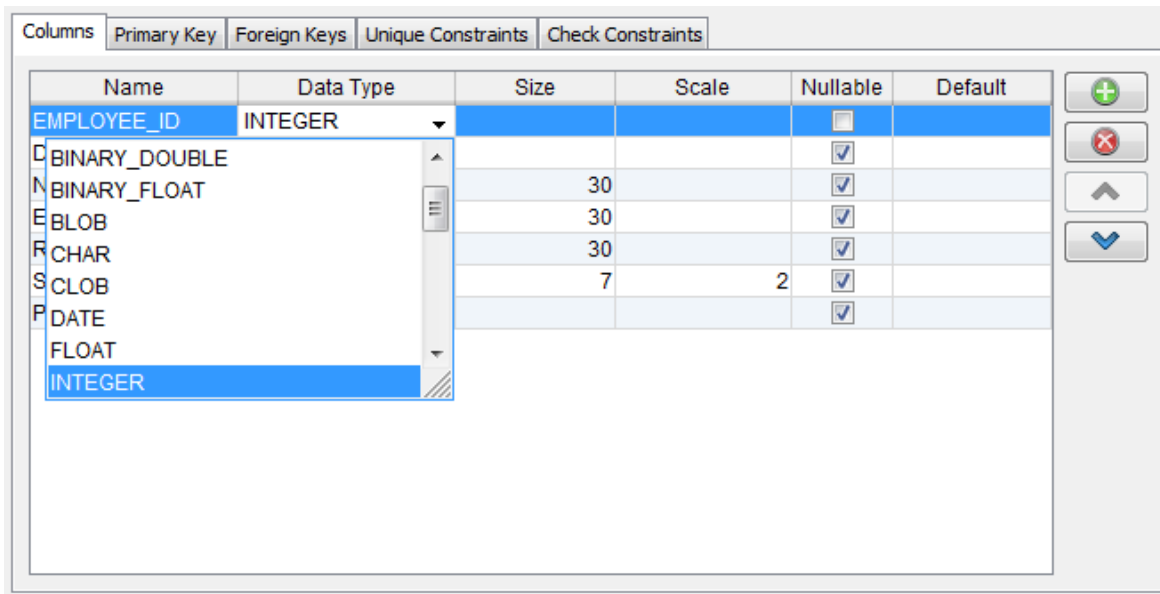 Columns Primary Key Foreign Keys Unique Constraints Check Constraints
Name Data Type Size Scale Nullable Default
EMPLOYEE_ID INTEGER
D BINARY_DOUBLE
N BINARY_FLOAT 30
E BLOB 30
R CHAR 30
S CLOB 7 2
P DATE
FLOAT
INTEGER